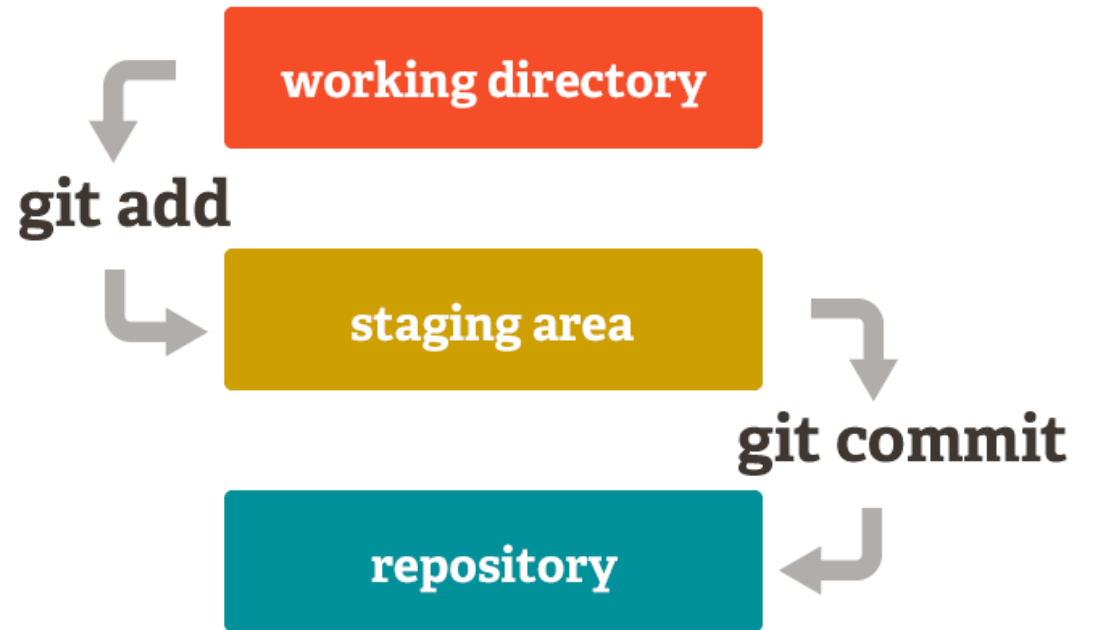 working directory
git add
staging area
git commit
repository